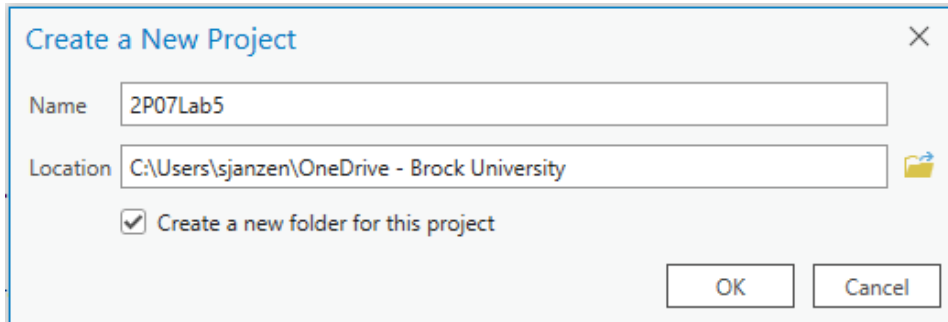 Create a New Project
Name 2P07Lab5
Location C:\Users\sjanzen\OneDrive - Brock University
Create a new folder for this project
OK Cancel